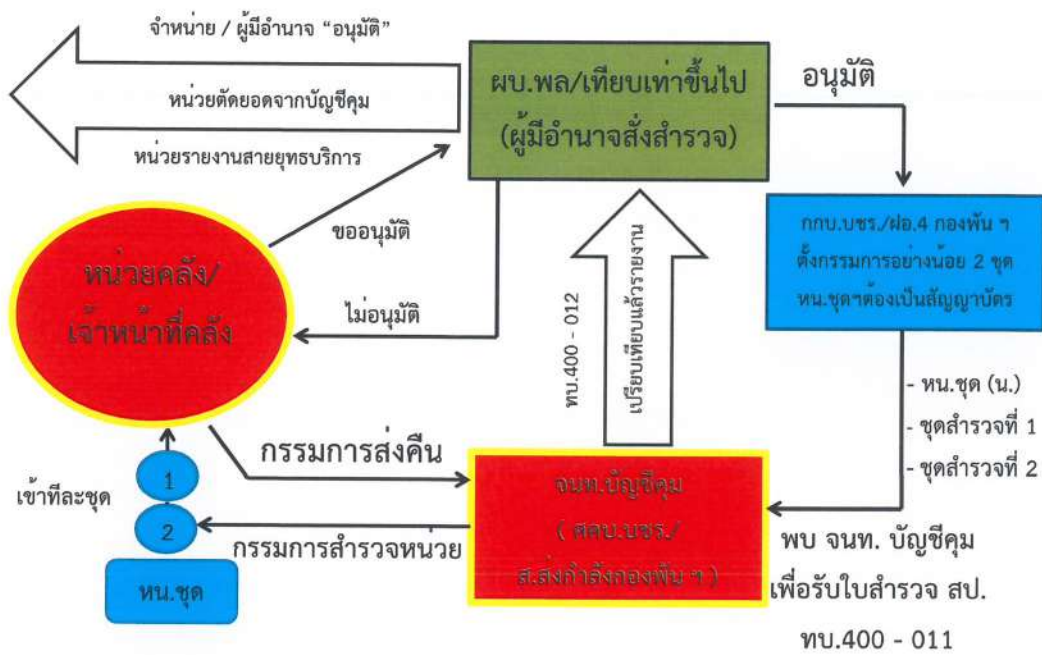 จำหน่าย / ผู้มีอำนาจ “อนุมัติ”
หน่วยตัดยอดจากบัญชีคุม
หน่วยรายงานสายยุทธบริการ
ผบ.พล/เทียบเท่าขึ้นไป
(ผู้มีอำนาจสั่งสำรวจ)
อนุมัติ
กกบ.บชร./ฝอ.4 กองพัน ฯ
ตั้งกรรมการอย่างน้อย 2 ชุด
หน.ชุดฯต้องเป็นสัญญาบัตร
ขออนุมัติ
ไม่อนุมัติ
หน่วยคลัง/
เจ้าหน้าที่คลัง
ทบ.400 - 012
เปรียบเทียบแล้วรายงาน
- หน.ชุด (น.)
- ชุดสำรวจที่ 1
- ชุดสำรวจที่ 2
กรรมการส่งคืน
เข้าทีละชุด
1
2
หน.ชุด
กรรมการสำรวจหน่วย
จนท.บัญชีคุม
( ศคบ.บชร./
ส.ส่งกำลังกองพัน ฯ )
พบ จนท. บัญชีคุม
เพื่อรับใบสำรวจ สป.
ทบ.400 - 011